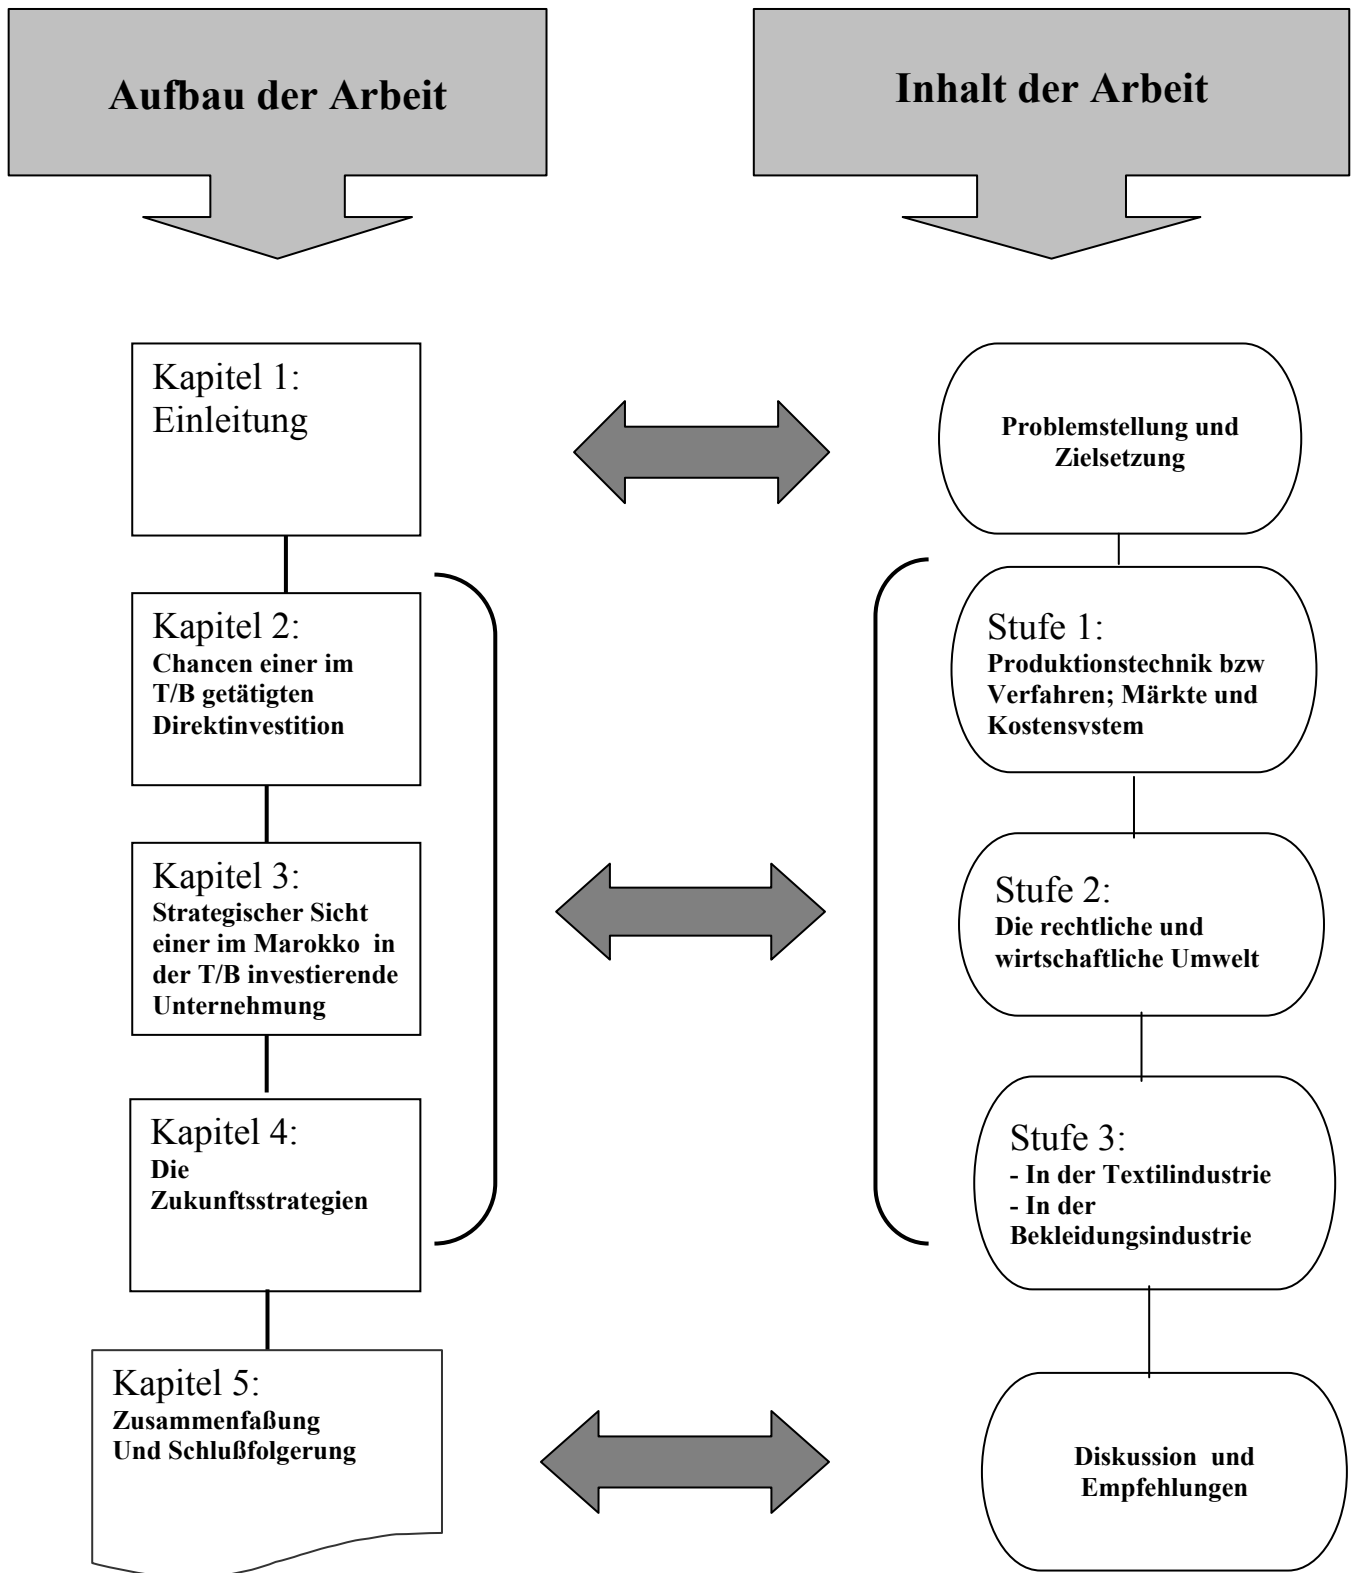 Aufbau der Arbeit
Inhalt der Arbeit
Kapitel 1:
Einleitung
Problemstellung und
Zielsetzung
Kapitel 2:
Chancen einer im
T/B getätigten
Direktinvestition
Stufe 1:
Produktionstechnik bzw
Verfahren; Märkte und
Kostensystem
Kapitel 3:
Strategischer Sicht
einer im Marokko in
der T/B investierende
Unternehmung
Stufe 2:
Die rechtliche und
wirtschaftliche Umwelt
Kapitel 4:
Die
Zukunftsstrategien
Stufe 3:
- In der Textilindustrie
- In der
Bekleidungsindustrie
Kapitel 5:
Zusammenfaßung
Und Schlußfolgerung
Diskussion und
Empfehlungen